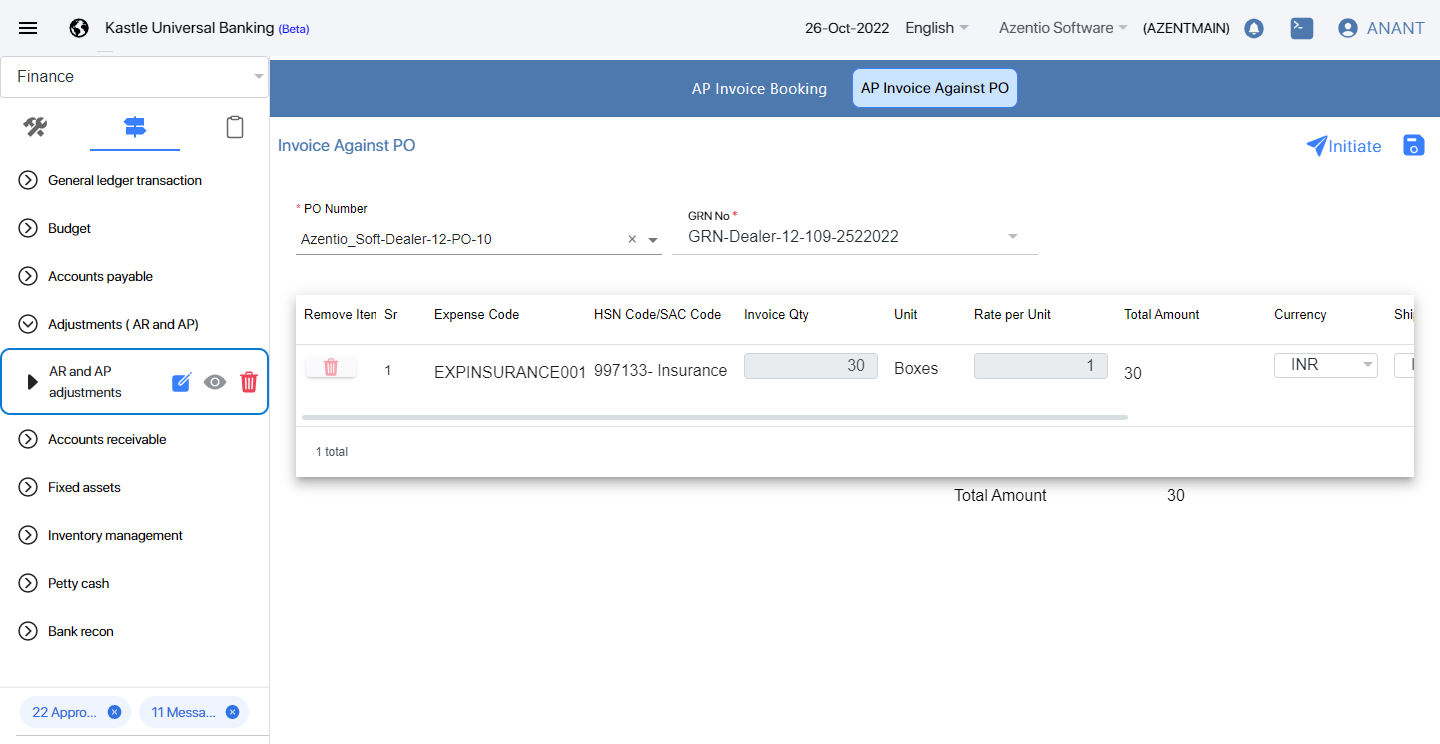 Kastle Universal Banking (Beta)
26-Oct-2022
English
Azentio Software
(AZENTMAIN)
ANANT
Finance
AP Invoice Booking
AP Invoice Against PO
Invoice Against PO
Initiate
General ledger transaction
Budget
Accounts payable
Adjustments ( AR and AP)
AR and AP
adjustments
Accounts receivable
Fixed assets
Inventory management
Petty cash
Bank recon
22 Appro...
11 Messa...
* PO Number
Azentio_Soft-Dealer-12-PO-10
GRN No *
GRN-Dealer-12-109-2522022
Remove Iten Sr Expense Code HSN Code/SAC Code Invoice Qty Unit Rate per Unit Total Amount Currency Shi
1 EXPINSURANCE001 997133- Insurance 30 Boxes 1 30 INR
1 total
Total Amount 30